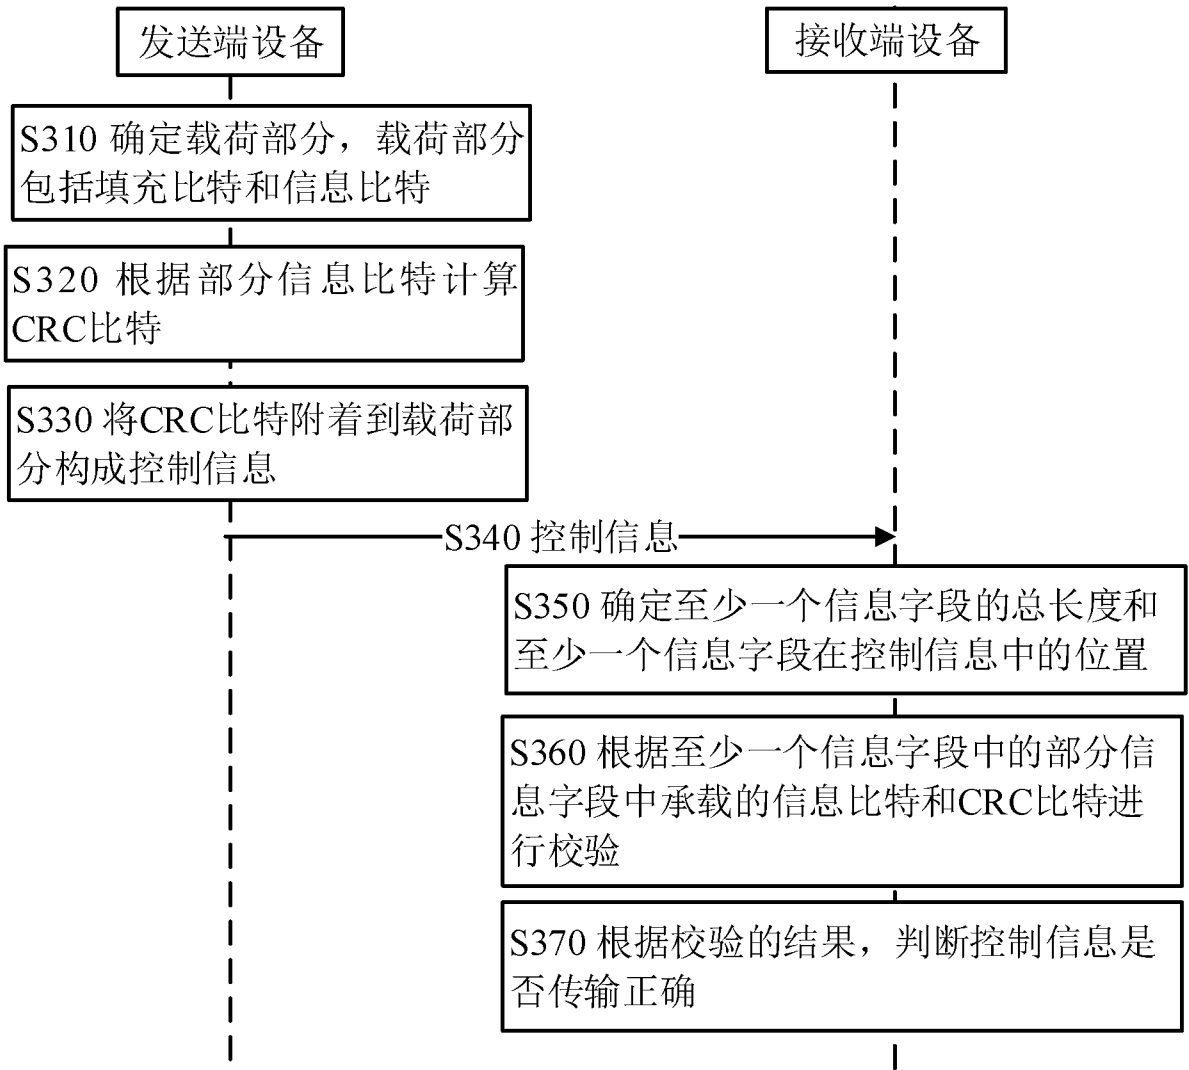 发送端设备
接收端设备
S310 确定载荷部分，载荷部分
包括填充比特和信息比特
S320 根据部分信息比特计算
CRC比特
S330 将CRC比特附着到载荷部
分构成控制信息
S340 控制信息
S350 确定至少一个信息字段的总长度和
至少一个信息字段在控制信息中的位置
S360 根据至少一个信息字段中的部分信
息字段中承载的信息比特和CRC比特进
行校验
S370 根据校验的结果，判断控制信息是
否传输正确